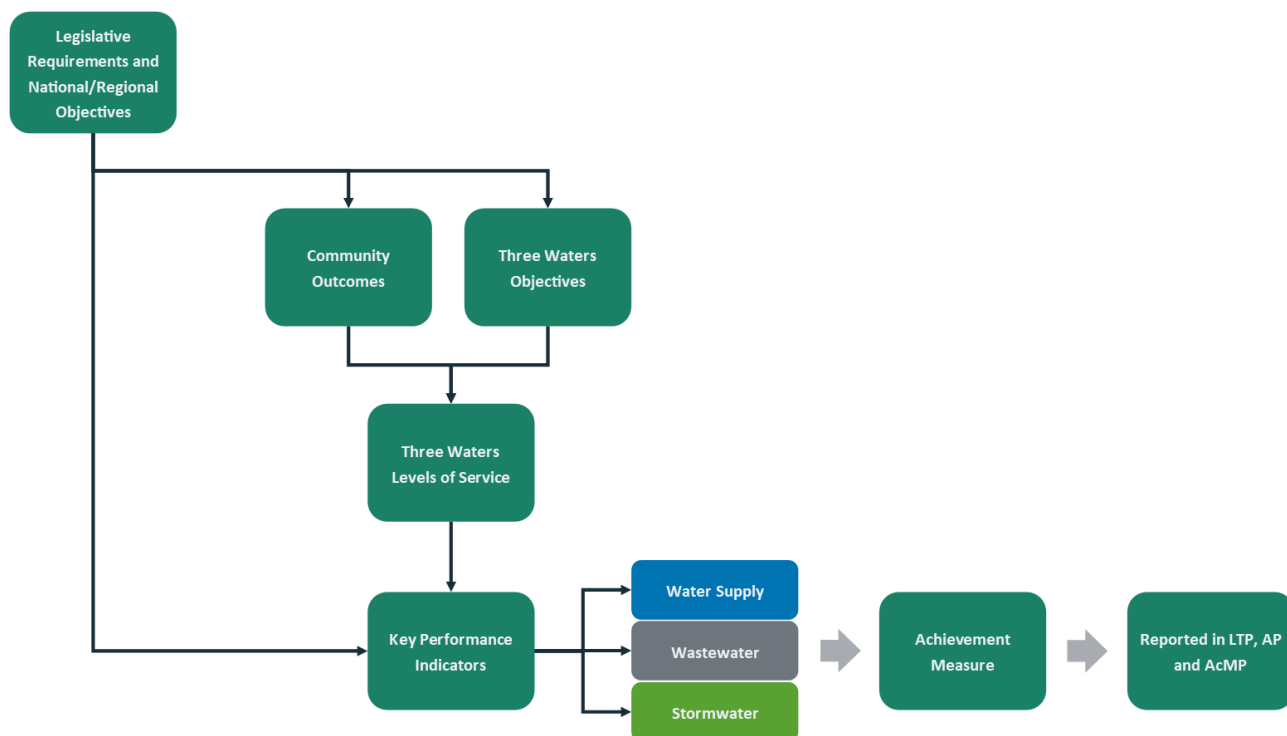 Legislative
Requirements and
National/Regional
Objectives
Community
Outcomes
Three Waters
Objectives
Three Waters
Levels of Service
Key Performance
Indicators
Water Supply
Wastewater
Stormwater
Achievement
Measure
Reported in LTP, AP
and AcMP